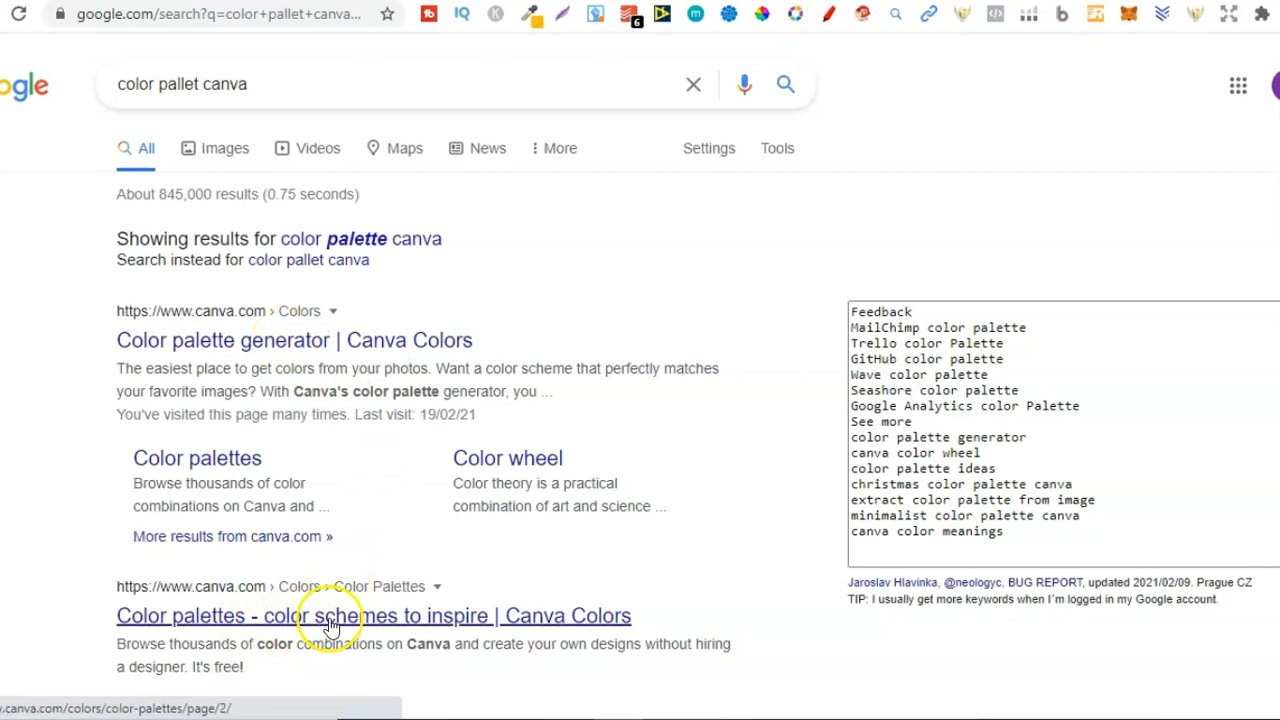 google.com/search?q=color+pallet+canva...
6
ogle
color pallet canva
All Images Videos Maps News More Settings Tools
About 845,000 results (0.75 seconds)
Showing results for color palette canva
Search instead for color pallet canva
https://www.canva.com › Colors
Color palette generator | Canva Colors
The easiest place to get colors from your photos. Want a color scheme that perfectly matches
your favorite images? With Canva's color palette generator, you ...
You've visited this page many times. Last visit: 19/02/21
Color palettes
Browse thousands of color
combinations on Canva and ...
Color wheel
Color theory is a practical
combination of art and science ...
More results from canva.com »
https://www.canva.com › Colors › Color Palettes
Color palettes - color schemes to inspire | Canva Colors
Browse thousands of color combinations on Canva and create your own designs without hiring
a designer. It's free!
Feedback
MailChimp color palette
Trello color Palette
GitHub color palette
Wave color palette
Seashore color palette
Google Analytics color Palette
See more
color palette generator
canva color wheel
color palette ideas
christmas color palette canva
extract color palette from image
minimalist color palette canva
canva color meanings
Jaroslav Hlavinka, @neologyc, BUG REPORT, updated 2021/02/09. Prague CZ
TIP: I usually get more keywords when I'm logged in my Google account.
.canva.com/colors/color-palettes/page/2/